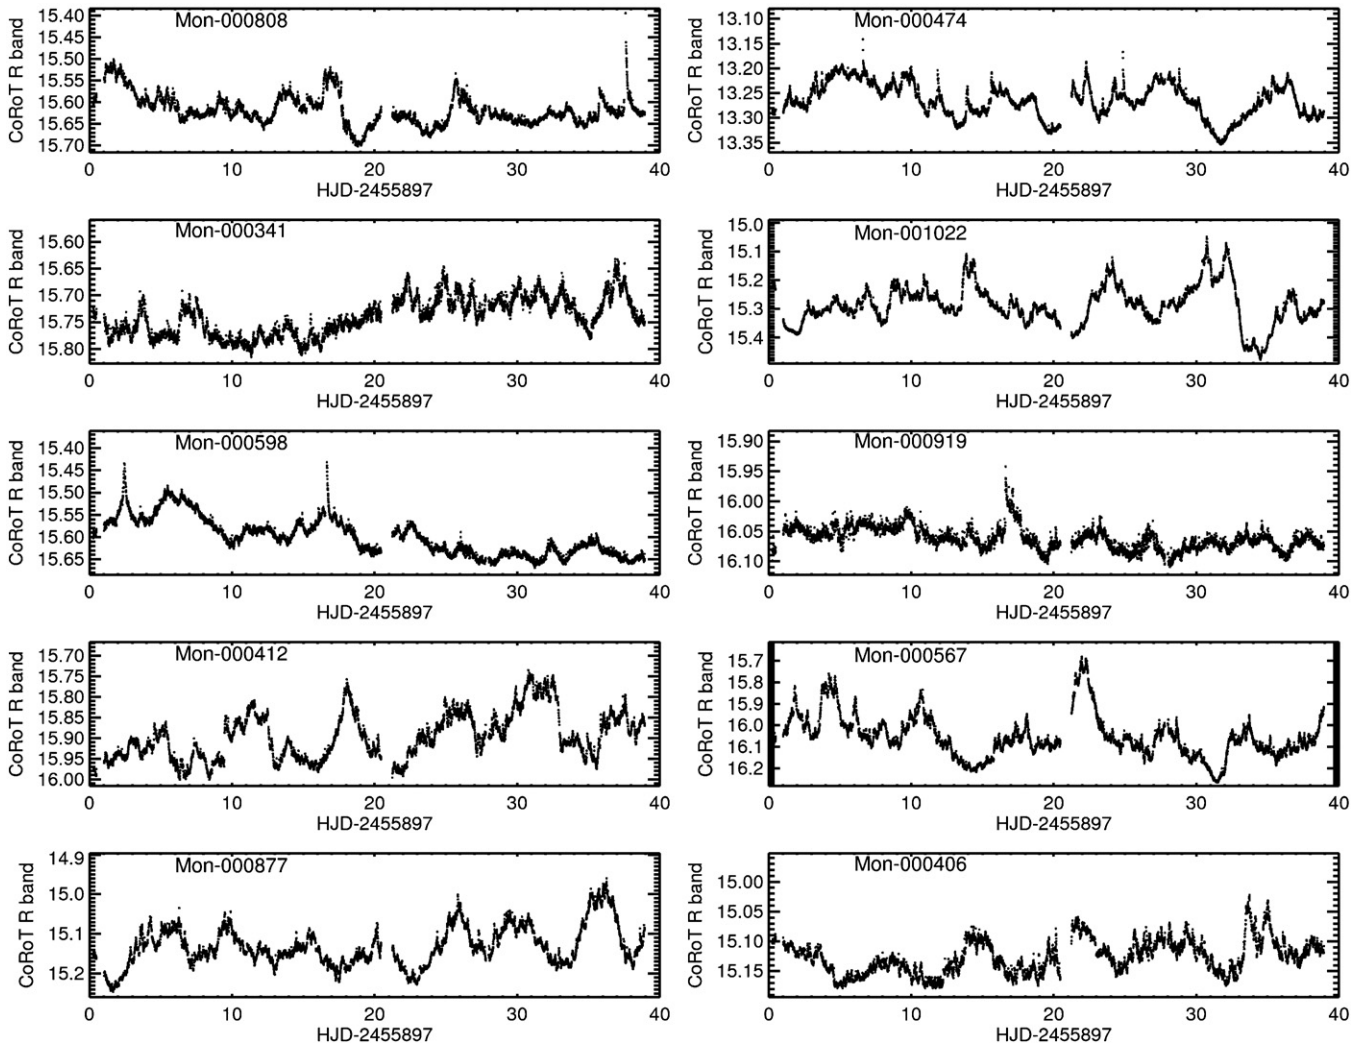 Mon-000808
CoRoT R band
15.40
15.45
15.50
15.55
15.60
15.65
15.70
0 10 20 30 40
HJD-2455897
Mon-000474
CoRoT R band
13.10
13.15
13.20
13.25
13.30
13.35
0 10 20 30 40
HJD-2455897
Mon-000341
CoRoT R band
15.60
15.65
15.70
15.75
15.80
0 10 20 30 40
HJD-2455897
Mon-001022
CoRoT R band
15.0
15.1
15.2
15.3
15.4
0 10 20 30 40
HJD-2455897
Mon-000598
CoRoT R band
15.40
15.45
15.50
15.55
15.60
15.65
0 10 20 30 40
HJD-2455897
Mon-000919
CoRoT R band
15.90
15.95
16.00
16.05
16.10
0 10 20 30 40
HJD-2455897
Mon-000412
CoRoT R band
15.70
15.80
15.85
15.90
15.95
16.00
0 10 20 30 40
HJD-2455897
Mon-000567
CoRoT R band
15.7
15.8
15.9
16.0
16.1
16.2
0 10 20 30 40
HJD-2455897
Mon-000877
CoRoT R band
14.9
15.0
15.1
15.2
0 10 20 30 40
HJD-2455897
Mon-000406
CoRoT R band
15.00
15.05
15.10
15.15
0 10 20 30 40
HJD-2455897